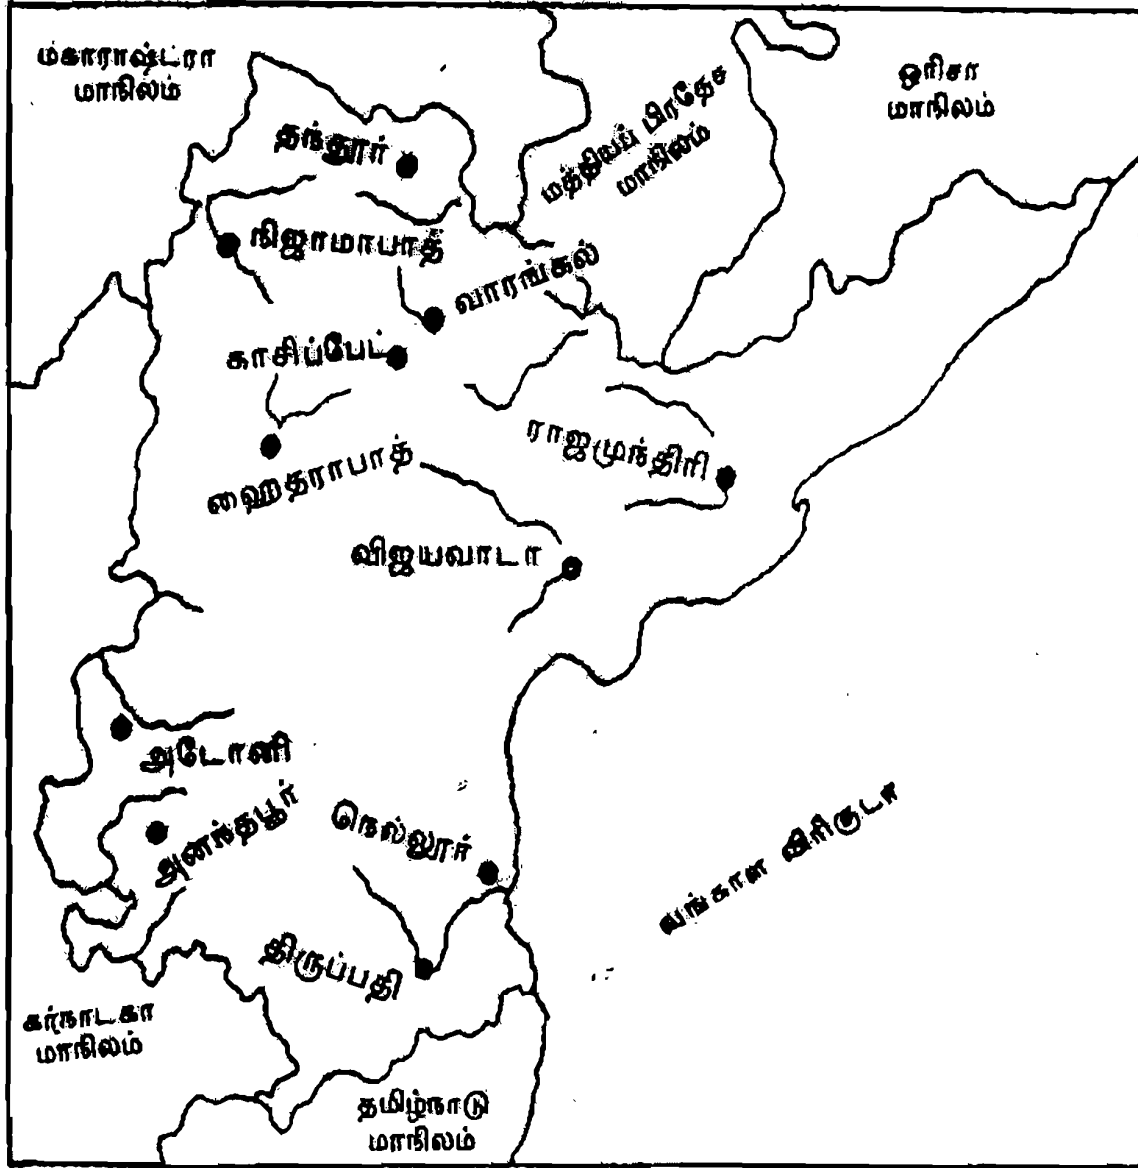 மகாராஷ்ட்ரா
மாநிலம்
ஒரிசா
மாநிலம்
மத்தியப் பிரதேச
மாநிலம்
தந்தூர்
நிஜாமாபாத்
வாரங்கல்
காசிப்பேட்
ராஜமுந்திரி
ஹைதராபாத்
விஜயவாடா
அடோனி
அனந்தபூர்
நெல்லூர்
வங்காள விரிகுடா
திருப்பதி
கர்நாடகா
மாநிலம்
தமிழ்நாடு
மாநிலம்